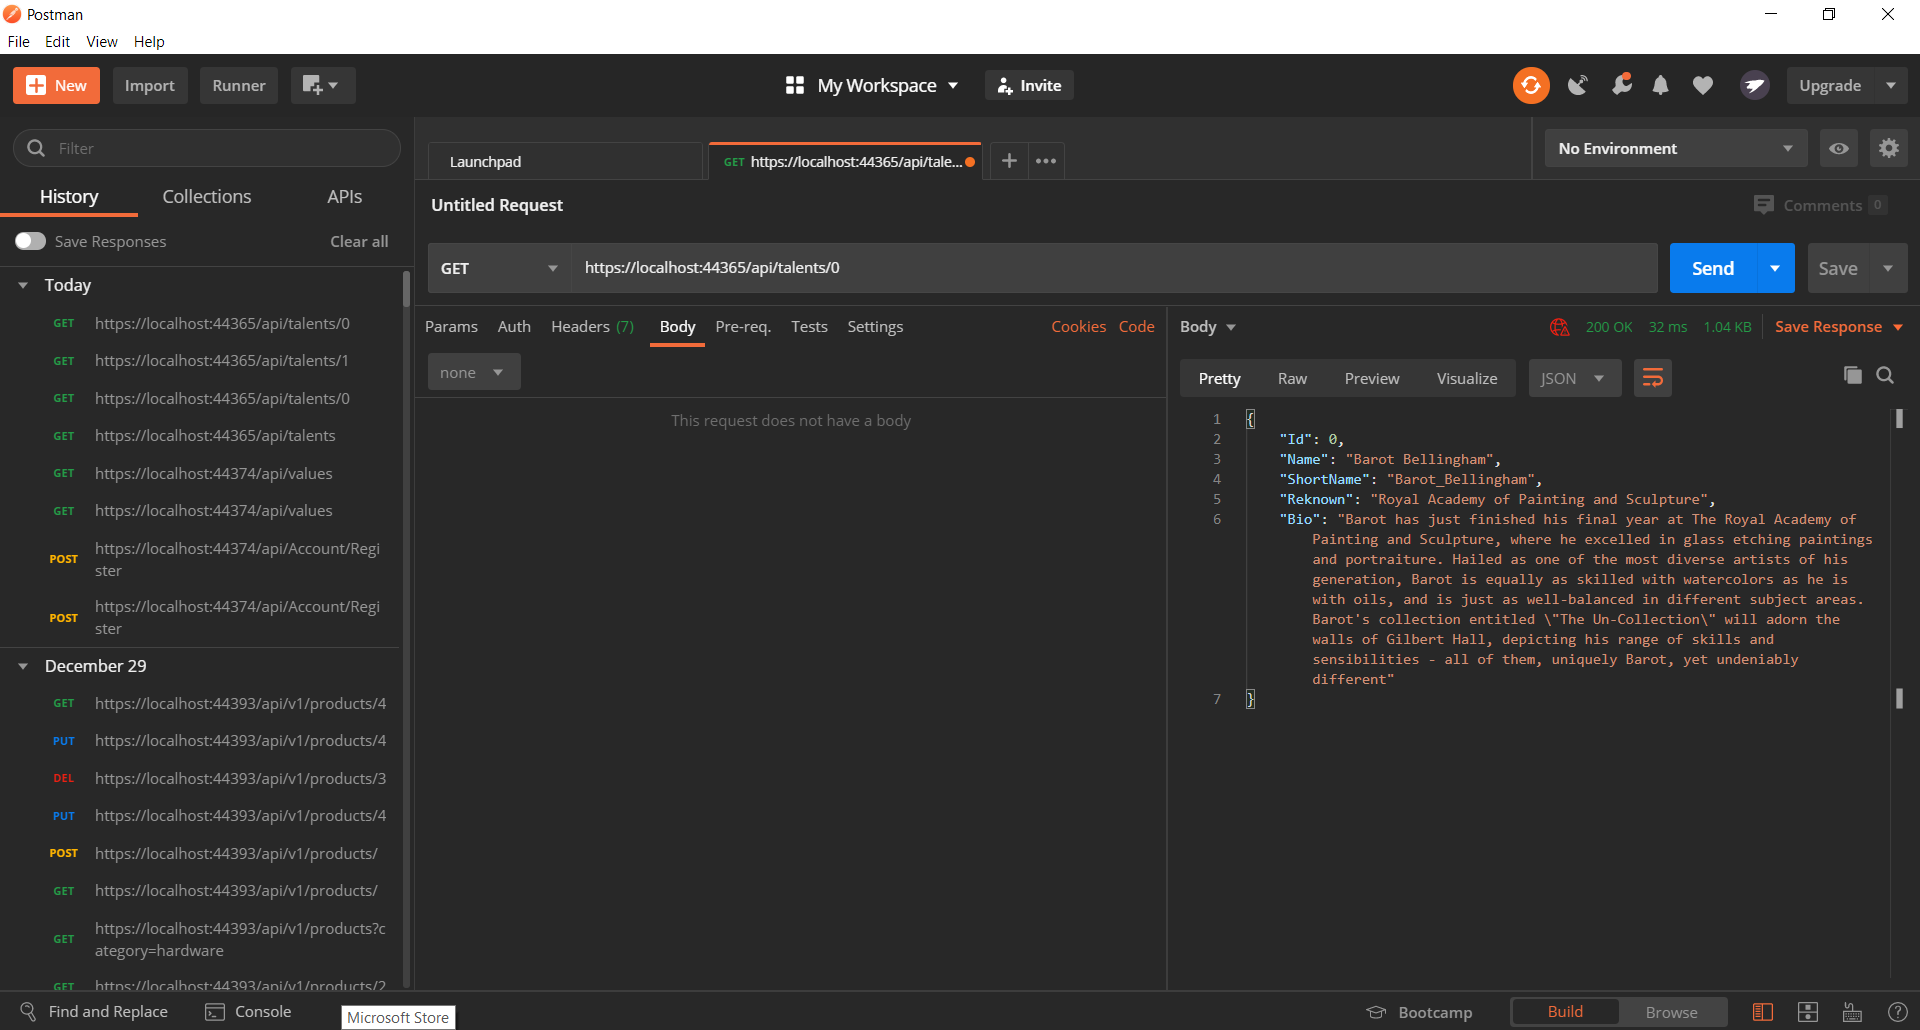 Postman
File Edit View Help
New Import Runner My Workspace Invite Upgrade
Filter
History Collections APIs
Save Responses Clear all
Today
GET https://localhost:44365/api/talents/0
GET https://localhost:44365/api/talents/1
GET https://localhost:44365/api/talents/0
GET https://localhost:44365/api/talents
GET https://localhost:44374/api/values
GET https://localhost:44374/api/values
POST https://localhost:44374/api/Account/Regi
ster
POST https://localhost:44374/api/Account/Regi
ster
December 29
GET https://localhost:44393/api/v1/products/4
PUT https://localhost:44393/api/v1/products/4
DEL https://localhost:44393/api/v1/products/3
PUT https://localhost:44393/api/v1/products/4
POST https://localhost:44393/api/v1/products/
GET https://localhost:44393/api/v1/products/
GET https://localhost:44393/api/v1/products?c
ategory=hardware
GET https://localhost:44393/api/v1/products/2
Launchpad GET https://localhost:44365/api/tale... No Environment
Untitled Request Comments 0
GET https://localhost:44365/api/talents/0 Send Save
Params Auth Headers (7) Body Pre-req. Tests Settings Cookies Code
none
This request does not have a body
Body 200 OK 32 ms 1.04 KB Save Response
Pretty Raw Preview Visualize JSON
1 {
2 "Id": 0,
3 "Name": "Barot Bellingham",
4 "ShortName": "Barot_Bellingham",
5 "Reknown": "Royal Academy of Painting and Sculpture",
6 "Bio": "Barot has just finished his final year at The Royal Academy of
Painting and Sculpture, where he excelled in glass etching paintings
and portraiture. Hailed as one of the most diverse artists of his
generation, Barot is equally as skilled with watercolors as he is
with oils, and is just as well-balanced in different subject areas.
Barot's collection entitled \"The Un-Collection\" will adorn the
walls of Gilbert Hall, depicting his range of skills and
sensibilities - all of them, uniquely Barot, yet undeniably
different"
7 }
Find and Replace Console Microsoft Store Bootcamp Build Browse